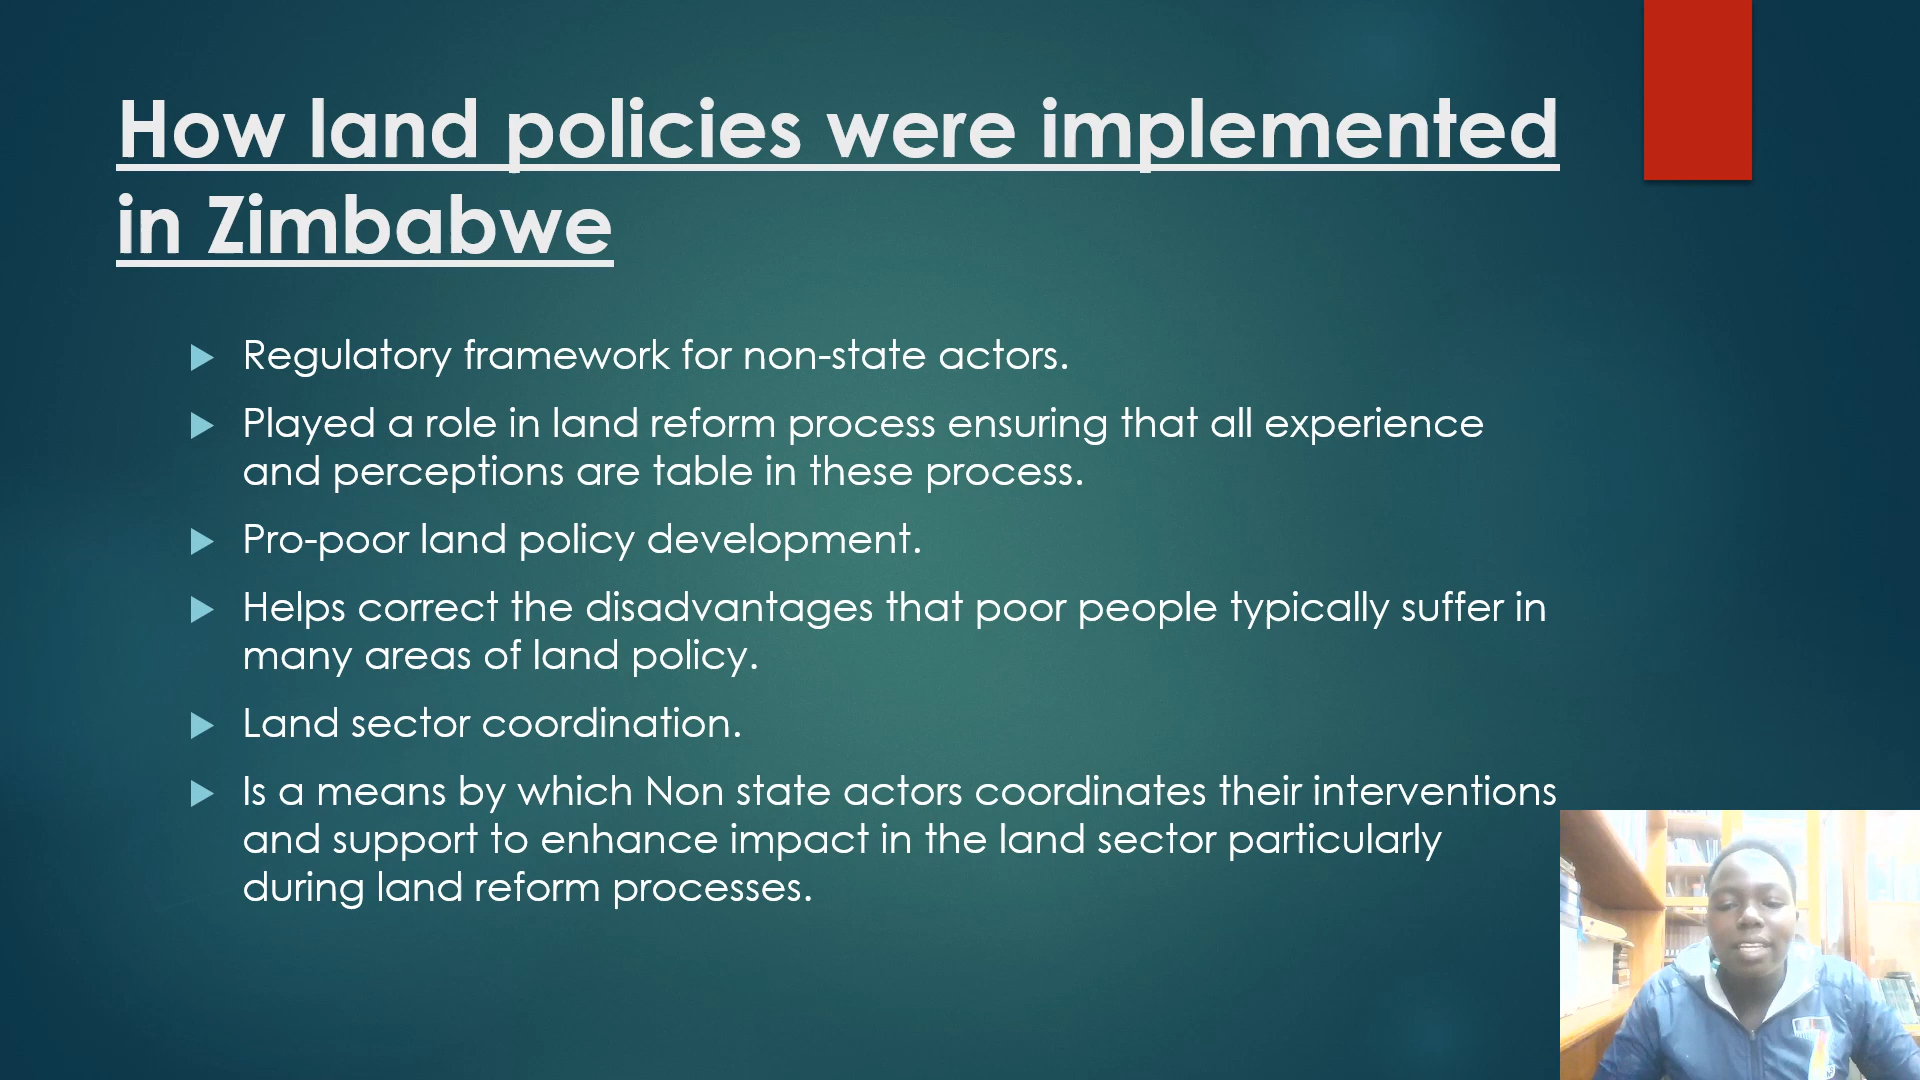 How land policies were implemented
in Zimbabwe
Regulatory framework for non-state actors.
Played a role in land reform process ensuring that all experience
and perceptions are table in these process.
Pro-poor land policy development.
Helps correct the disadvantages that poor people typically suffer in
many areas of land policy.
Land sector coordination.
Is a means by which Non state actors coordinates their interventions
and support to enhance impact in the land sector particularly
during land reform processes.